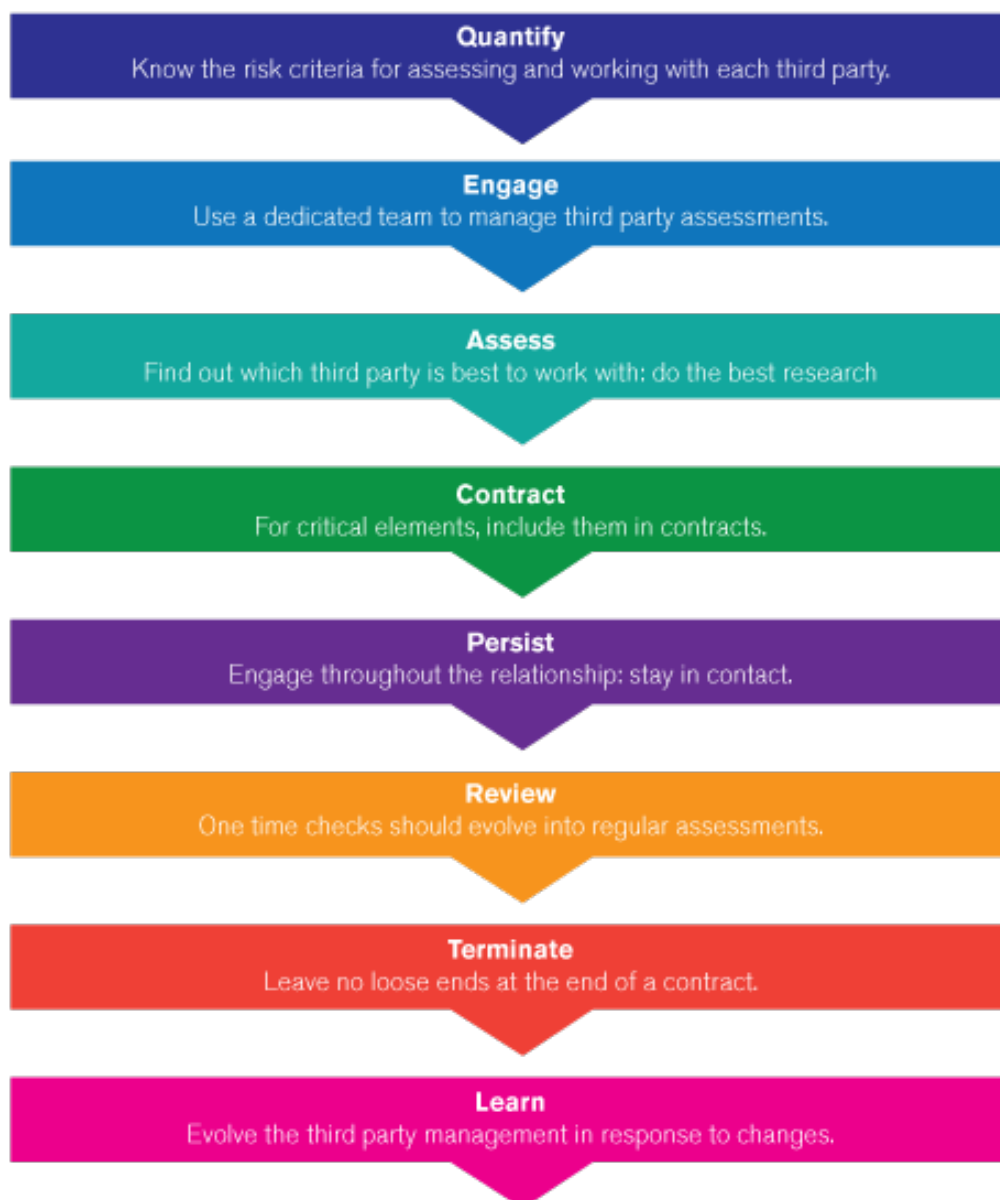 Quantify
Know the risk criteria for assessing and working with each third party.
Engage
Use a dedicated team to manage third party assessments.
Assess
Find out which third party is best to work with: do the best research
Contract
For critical elements, include them in contracts.
Persist
Engage throughout the relationship: stay in contact.
Review
One time checks should evolve into regular assessments.
Terminate
Leave no loose ends at the end of a contract.
Learn
Evolve the third party management in response to changes.